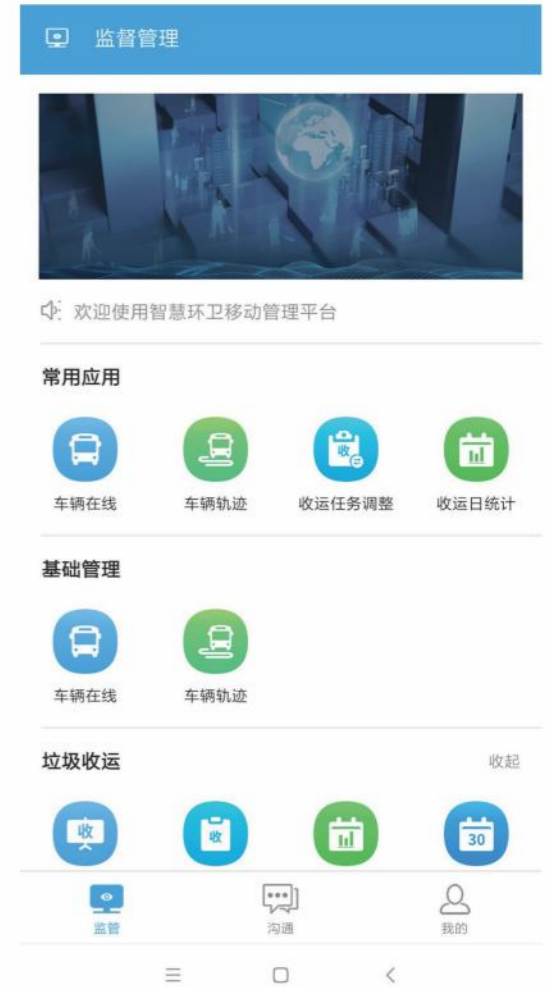 监督管理
欢迎使用智慧环卫移动管理平台
常用应用
收
车辆在线 车辆轨迹 收运任务调整 收运日统计
基础管理
车辆在线 车辆轨迹
垃圾收运 收起
收 收 30
监管 沟通 我的